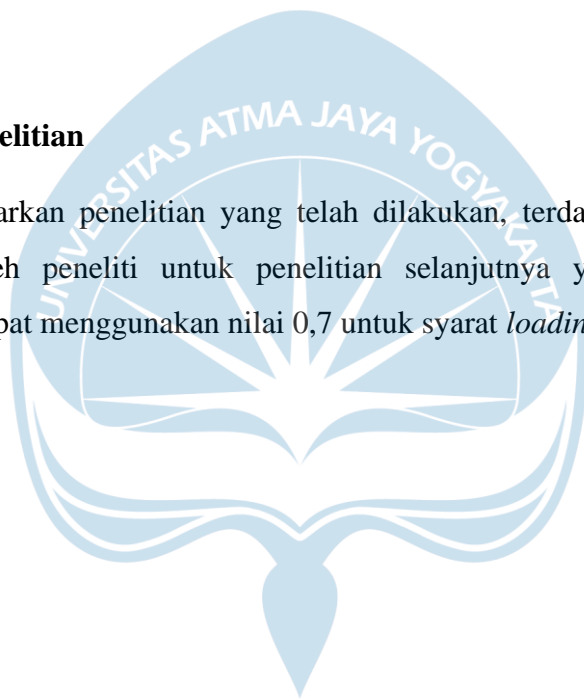 elitian
UNIVERSITAS ATMA JAYA YOGYAKARTA
arkan penelitian yang telah dilakukan, terda
eh peneliti untuk penelitian selanjutnya y
pat menggunakan nilai 0,7 untuk syarat loadin